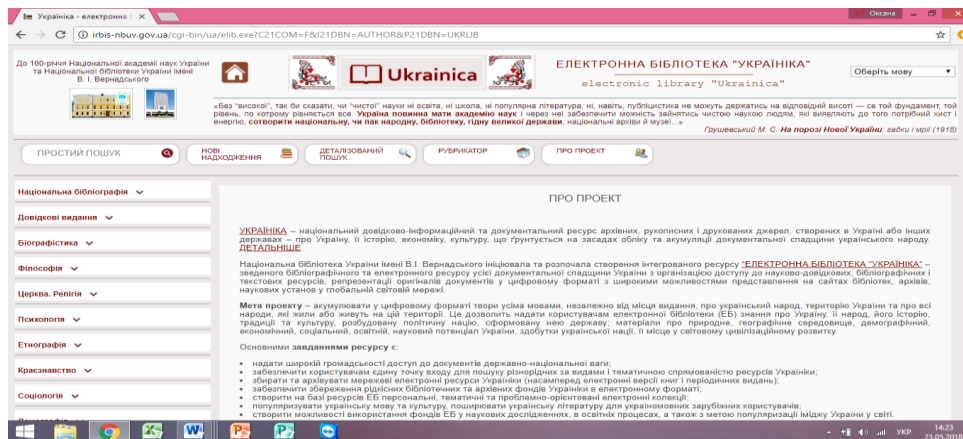 Україніка - електронна б
Оксана
irbis-nbuv.gov.ua/cgi-bin/ua/elib.exe?C21COM=F&I21DBN=AUTHOR&P21DBN=UKRLIB
До 100-річчя Національної академії наук України
та Національної бібліотеки України імені
В. І. Вернадського
Ukrainica
ЕЛЕКТРОННА БІБЛІОТЕКА "УКРАЇНІКА"
electronic library "Ukrainica"
Оберіть мову
«Без "високої", так би сказати, чи "чистої" науки ні освіта, ні школа, ні популярна література, ні, навіть, публіцистика не можуть держатись на відповідній висоті — се той фундамент, той
рівень, по котрому рівняється все. Україна повинна мати академію наук і через неї забезпечити можність зайнятись чистою наукою людям, які виявляють до того потрібний хист і
енергію, сотворити національну, чи пак народну, бібліотеку, гідну великої держави, національні архіви й музеї...»
Грушевський М. С. На порозі Нової України: гадки і мрії (1918)
ПРОСТИЙ ПОШУК
НОВІ
НАДХОДЖЕННЯ
ДЕТАЛІЗОВАНИЙ
ПОШУК
РУБРИКАТОР
ПРО ПРОЕКТ
Національна бібліографія
Довідкові видання
Біографістика
Філософія
Церква. Релігія
Психологія
Етнографія
Краєзнавство
Соціологія
ПРО ПРОЕКТ
УКРАЇНІКА – національний довідково-інформаційний та документальний ресурс архівних, рукописних і друкованих джерел, створених в Україні або інших
державах – про Україну, її історію, економіку, культуру, що ґрунтується на засадах обліку та акумуляції документальної спадщини українського народу.
ДЕТАЛЬНІШЕ
Національна бібліотека України імені В.І. Вернадського ініціювала та розпочала створення інтегрованого ресурсу "ЕЛЕКТРОННА БІБЛІОТЕКА "УКРАЇНІКА" –
зведеного бібліографічного та електронного ресурсу усієї документальної спадщини України з організацією доступу до науково-довідкових, бібліографічних і
текстових ресурсів, репрезентації оригіналів документів у цифровому форматі з широкими можливостями представлення на сайтах бібліотек, архівів,
наукових установ у глобальній світовій мережі.
Мета проекту – акумулювати у цифровому форматі твори усіма мовами, незалежно від місця видання, про український народ, територію України та про всі
народи, які жили або живуть на цій території. Це дозволить надати користувачам електронної бібліотеки (ЕБ) знання про Україну, її народ, його історію,
традиції та культуру, розбудовану політичну націю, сформовану нею державу; матеріали про природне, географічне середовище, демографічний,
економічний, соціальний, освітній, науковий потенціал України, здобутки української нації, її місце у світовому цивілізаційному розвитку.
Основними завданнями ресурсу є:
• надати широкій громадськості доступ до документів державно-національної ваги;
• забезпечити користувачам єдину точку входу для пошуку різнорідних за видами і тематичною спрямованістю ресурсів Україніки;
• збирати та архівувати мережеві електронні ресурси Україніки (насамперед електронні версії книг і періодичних видань);
• забезпечити збереження рідкісних бібліотечних та архівних фондів Україніки в електронному форматі;
• створити на базі ресурсів ЕБ персональні, тематичні та проблемно-орієнтовані електронні колекції;
• популяризувати українську мову та культуру, поширювати українську літературу для україномовних зарубіжних користувачів;
• створити можливості використання фондів ЕБ у наукових дослідженнях, в освітніх процесах, а також з метою популяризації іміджу України у світі.
УКР
14:23
23.05.2018